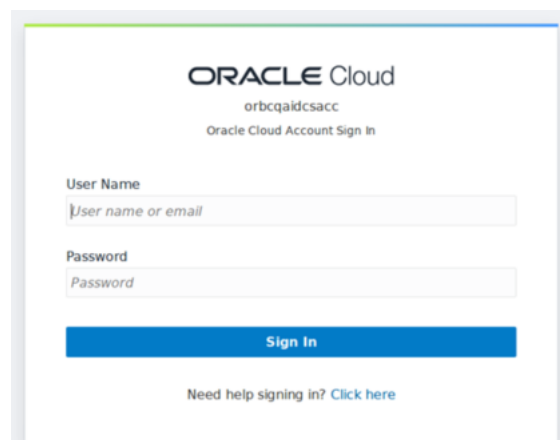 ORACLE Cloud
orbcqaidcsacc
Oracle Cloud Account Sign In
User Name
User name or email
Password
Password
Sign In
Need help signing in? Click here